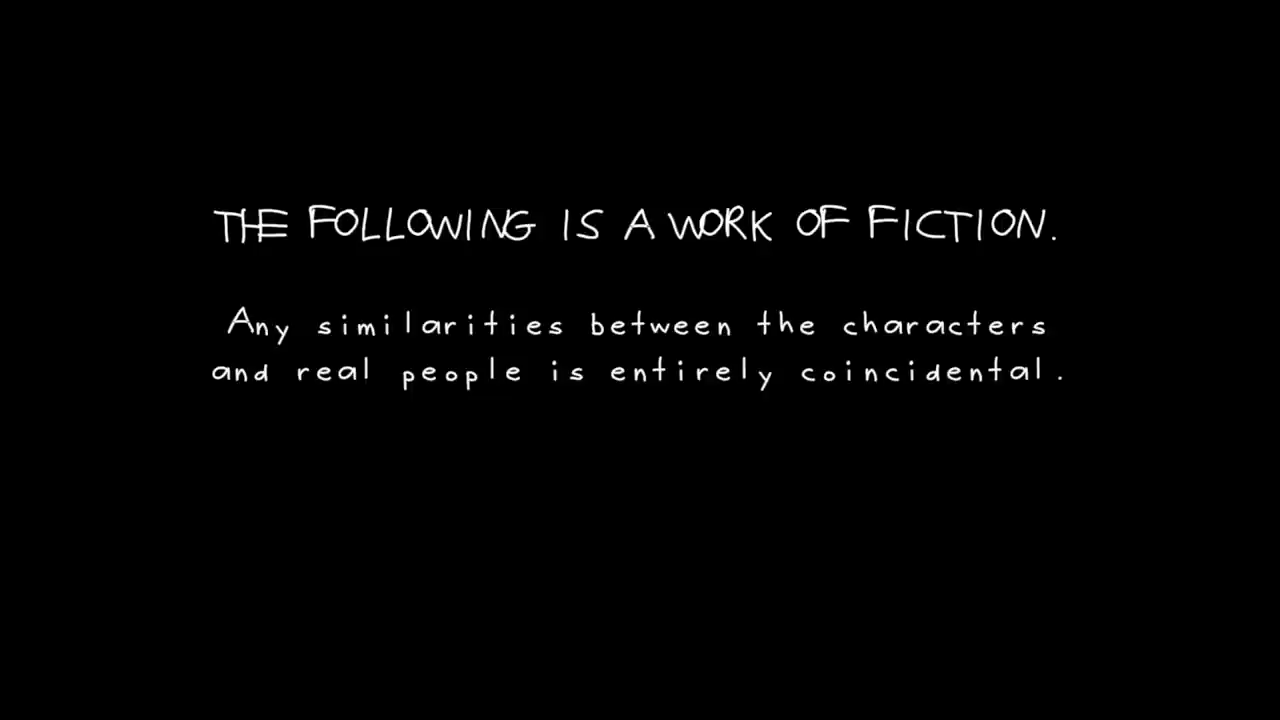 THE FOLLOWING IS A WORK OF FICTION.
Any similarities between the characters
and real people is entirely coincidental.